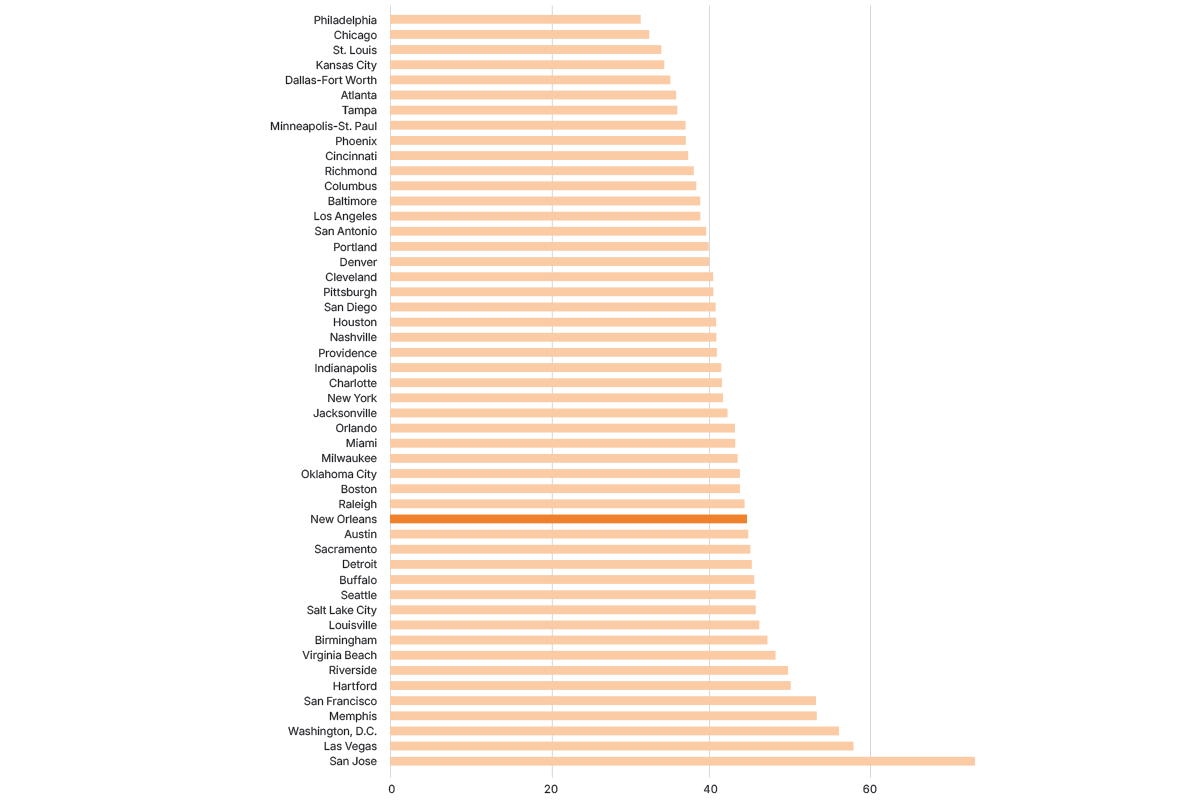 Philadelphia
Chicago
St. Louis
Kansas City
Dallas-Fort Worth
Atlanta
Tampa
Minneapolis-St. Paul
Phoenix
Cincinnati
Richmond
Columbus
Baltimore
Los Angeles
San Antonio
Portland
Denver
Cleveland
Pittsburgh
San Diego
Houston
Nashville
Providence
Indianapolis
Charlotte
New York
Jacksonville
Orlando
Miami
Milwaukee
Oklahoma City
Boston
Raleigh
New Orleans
Austin
Sacramento
Detroit
Buffalo
Seattle
Salt Lake City
Louisville
Birmingham
Virginia Beach
Riverside
Hartford
San Francisco
Memphis
Washington, D.C.
Las Vegas
San Jose
0 20 40 60